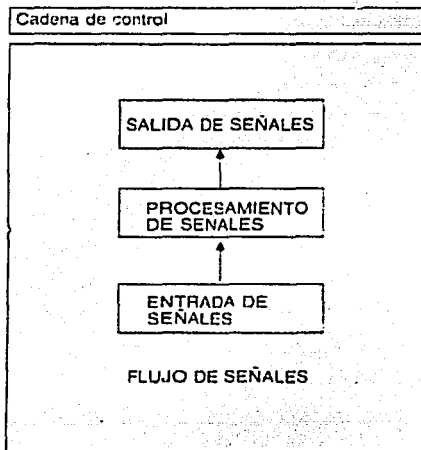 Cadena de control
SALIDA DE SEÑALES
PROCESAMIENTO
DE SEÑALES
ENTRADA DE
SEÑALES
FLUJO DE SEÑALES